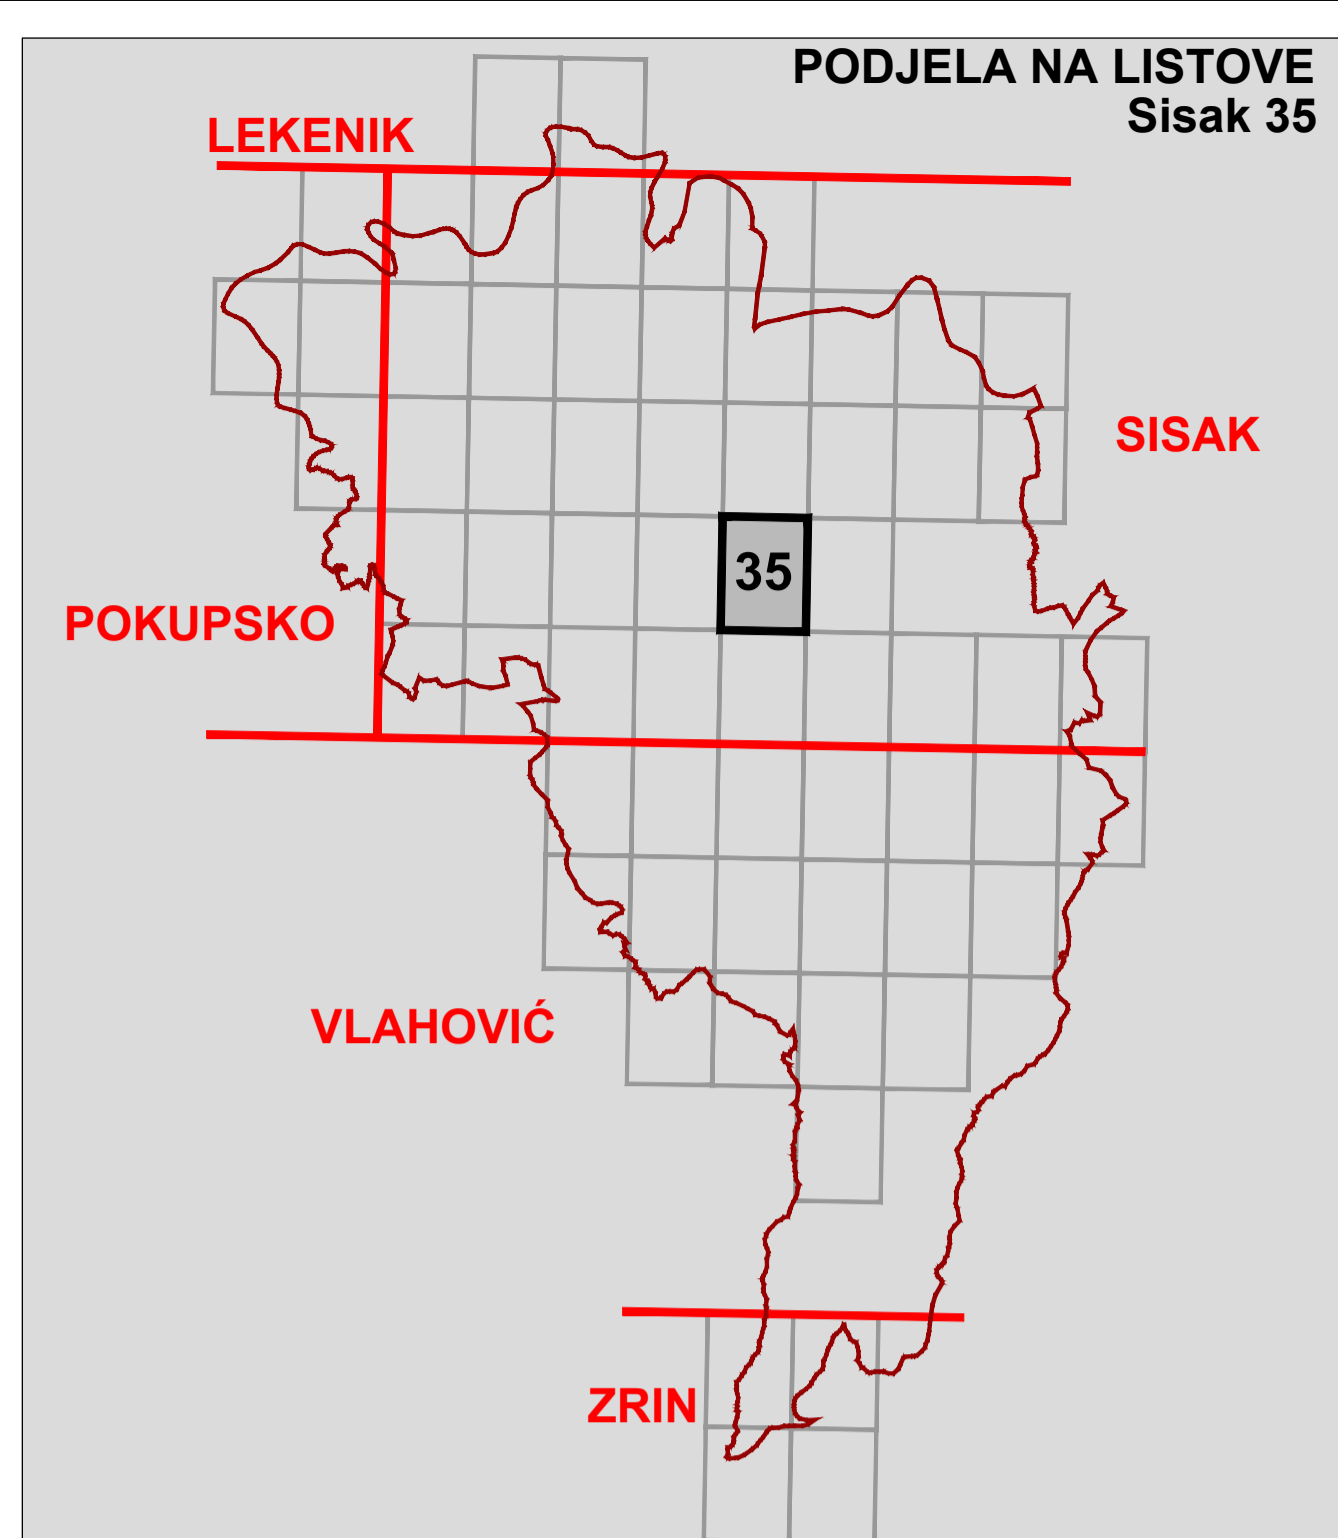 PODJELA NA LISTOVE
Sisak 35
LEKENIK
SISAK
35
POKUPSKO
VLAHOVIĆ
ZRIN